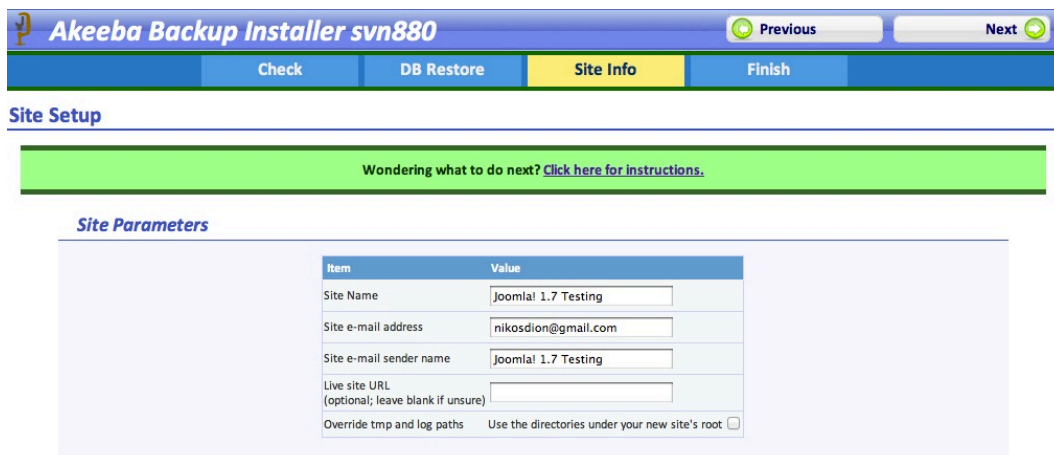 Akeeba Backup Installer svn880
Previous
Next
Check
DB Restore
Site Info
Finish
Site Setup
Wondering what to do next? Click here for instructions.
Site Parameters
Item Value
Site Name Joomla! 1.7 Testing
Site e-mail address nikosdion@gmail.com
Site e-mail sender name Joomla! 1.7 Testing
Live site URL
(optional; leave blank if unsure)
Override tmp and log paths Use the directories under your new site's root